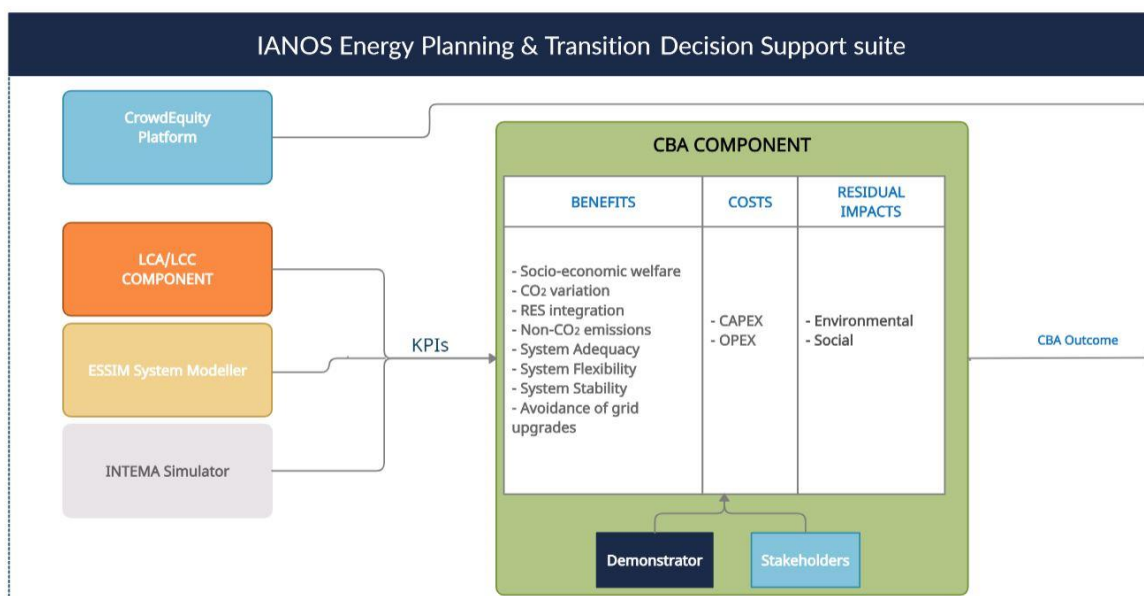 IANOS Energy Planning & Transition Decision Support suite
CrowdEquity
Platform
LCA/LCC
COMPONENT
ESSIM System Modeller
INTEMA Simulator
KPIs
CBA COMPONENT
BENEFITS
- Socio-economic welfare
- CO₂ variation
- RES integration
- Non-CO₂ emissions
- System Adequacy
- System Flexibility
- System Stability
- Avoidance of grid
upgrades
COSTS
- CAPEX
- OPEX
RESIDUAL
IMPACTS
- Environmental
- Social
Demonstrator
Stakeholders
CBA Outcome